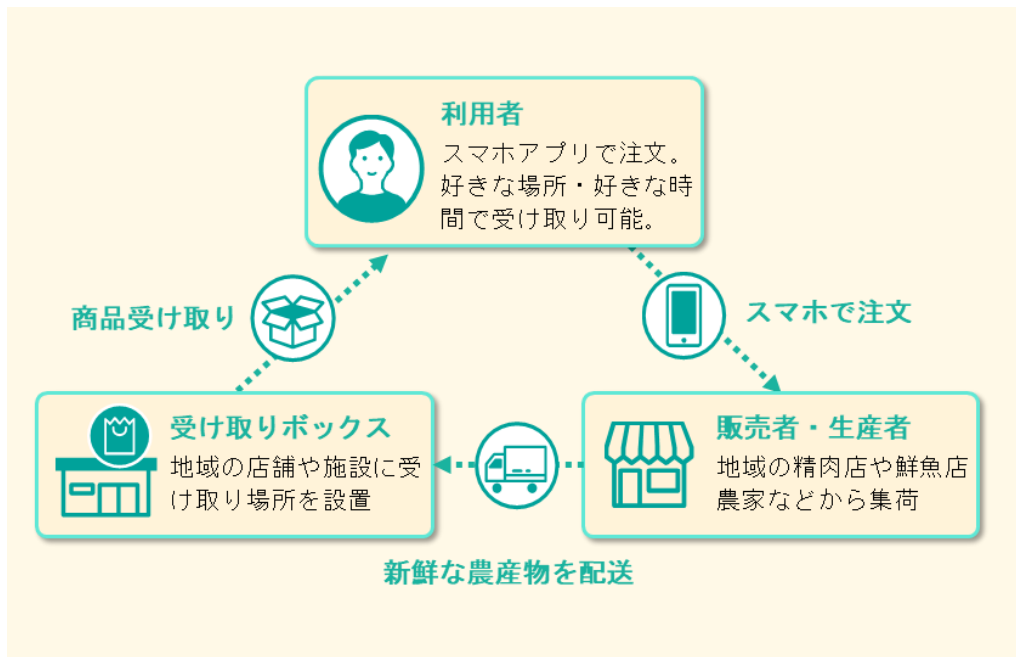 利用者
スマホアプリで注文。
好きな場所・好きな時
間で受け取り可能。
商品受け取り
スマホで注文
受け取りボックス
地域の店舗や施設に受
け取り場所を設置
販売者・生産者
地域の精肉店や鮮魚店
農家などから集荷
新鮮な農産物を配送